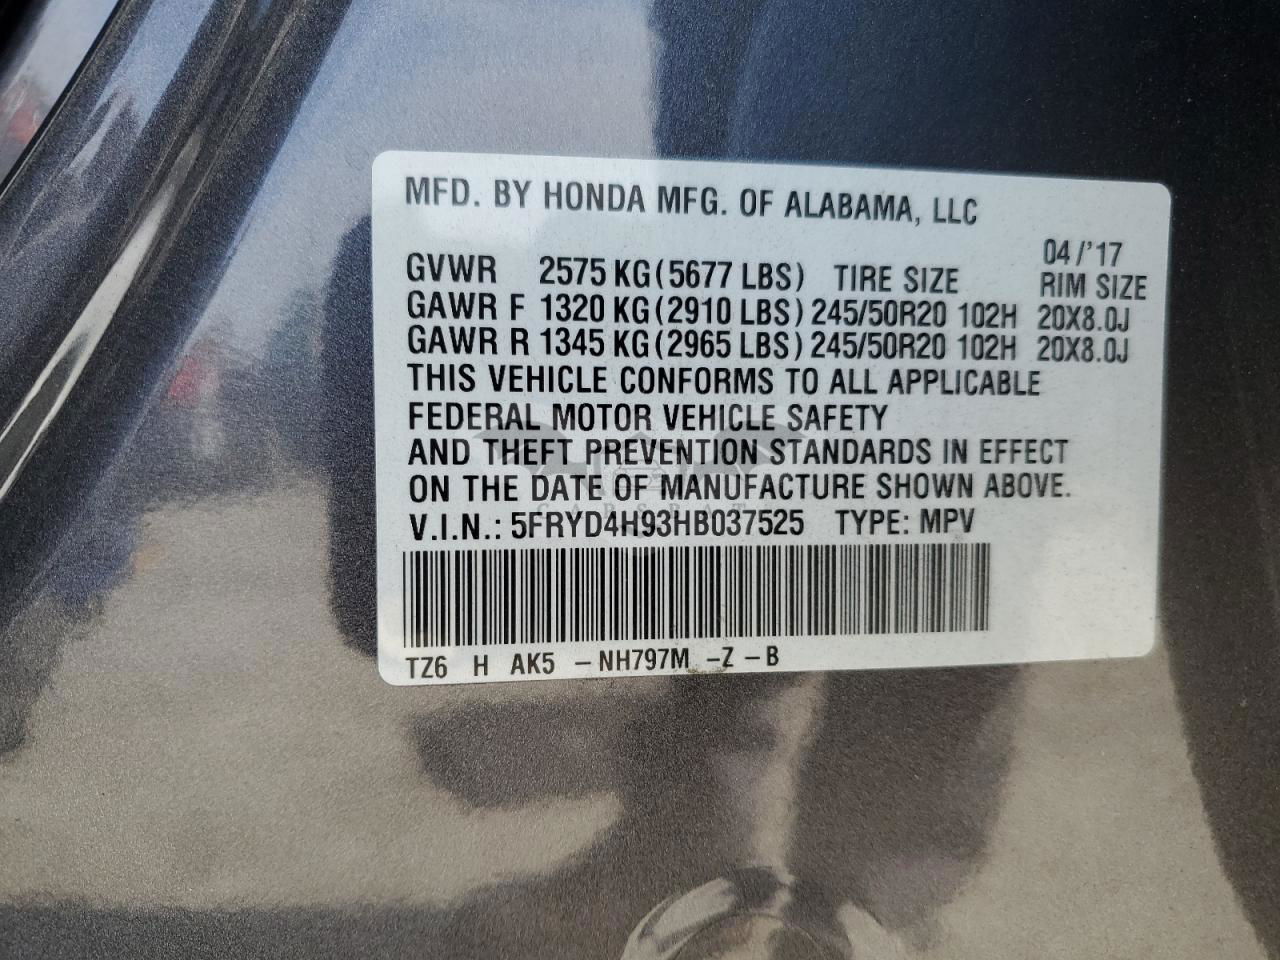 MFD. BY HONDA MFG. OF ALABAMA, LLC
04/'17
GVWR 2575 KG(5677 LBS) TIRE SIZE RIM SIZE
GAWR F 1320 KG(2910 LBS) 245/50R20 102H 20X8.0J
GAWR R 1345 KG(2965 LBS) 245/50R20 102H 20X8.0J
THIS VEHICLE CONFORMS TO ALL APPLICABLE
FEDERAL MOTOR VEHICLE SAFETY
AND THEFT PREVENTION STANDARDS IN EFFECT
ON THE DATE OF MANUFACTURE SHOWN ABOVE.
CARSBAT
V.I.N.: 5FRYD4H93HB037525 TYPE: MPV
TZ6 H AK5 -NH797M -Z -B